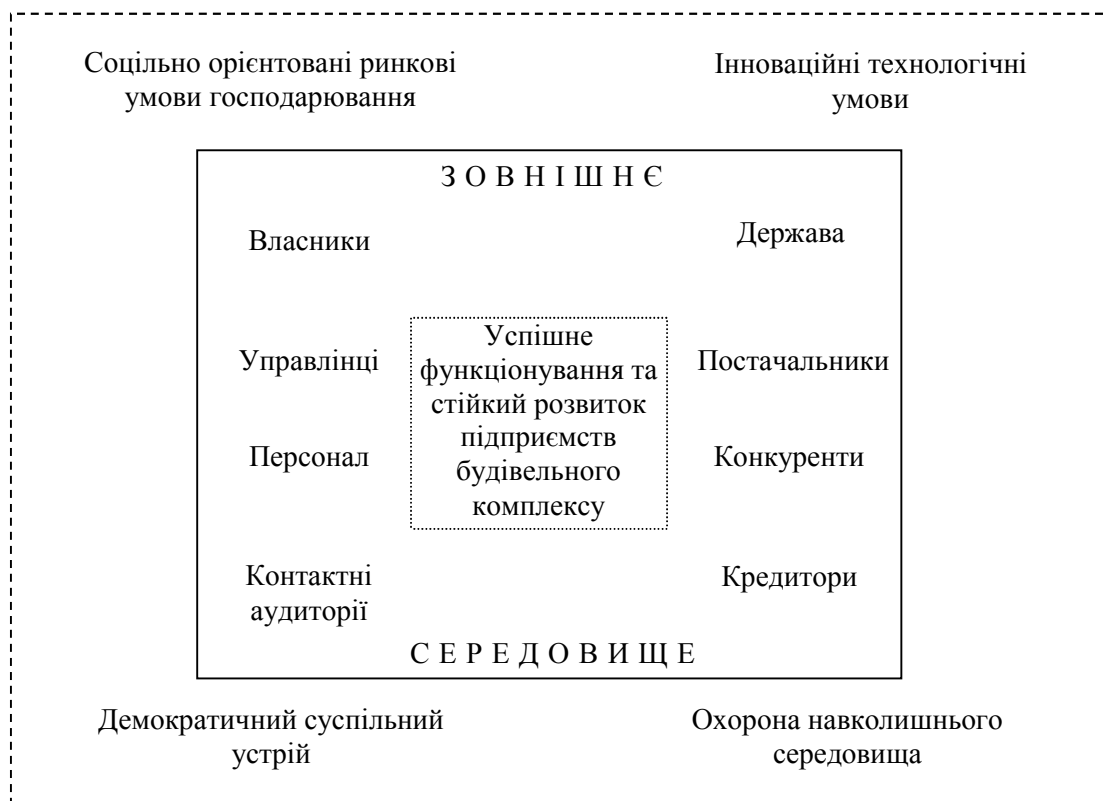 Соцільно орієнтовані ринкові
умови господарювання
Інноваційні технологічні
умови
З О В Н І Ш Н Є
Власники
Держава
Управлінці
Успішне
функціонування та
стійкий розвиток
підприємств
будівельного
комплексу
Постачальники
Персонал
Конкуренти
Контактні
аудиторії
Кредитори
С Е Р Е Д О В И Щ Е
Демократичний суспільний
устрій
Охорона навколишнього
середовища